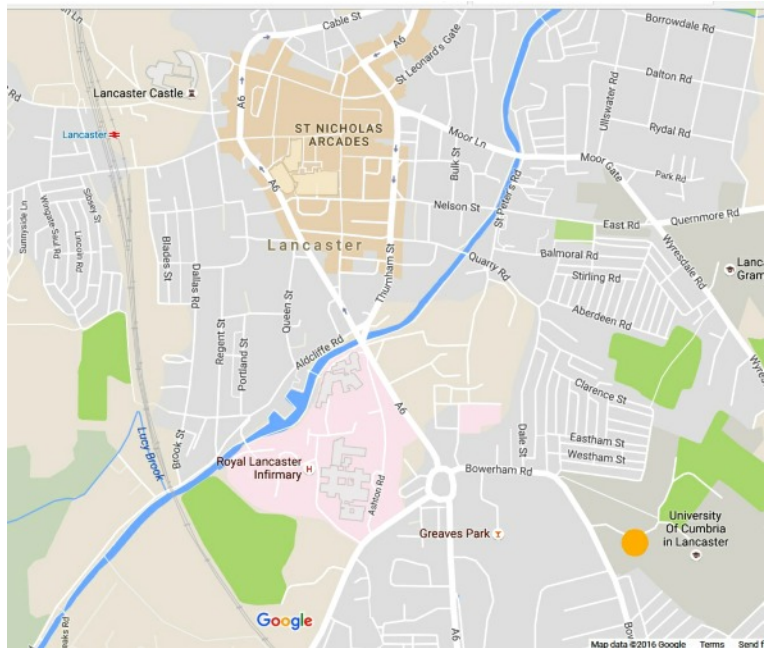 Cable St
Borrowdale Rd
A6
St Leonard's Gate
Dalton Rd
Ullswater Rd
Lancaster Castle
A6
Rydal Rd
ST NICHOLAS
ARCADES
Lancaster
Moor Ln
Moor Gate
Bulk St
Park Rd
A6
Sibsey St
Sunnyside Ln
Wingate Saul Rd
Lincoln Rd
Nelson St
St Peter's Rd
East Rd
Quernmore Rd
Wyresdale Rd
Lancaster
Blades St
Dallas Rd
Thurnham St
Quarry Rd
Balmoral Rd
Stirling Rd
Queen St
Regent St
Portland St
Aldcliffe Rd
Aberdeen Rd
Clarence St
A6
Lucy Brook
Brook St
Dale St
Eastham St
Westham St
Royal Lancaster
Infirmary
H
Ashton Rd
Bowerham Rd
University
Of Cumbria
in Lancaster
Greaves Park
Google
A6
Map data ©2016 Google
Terms